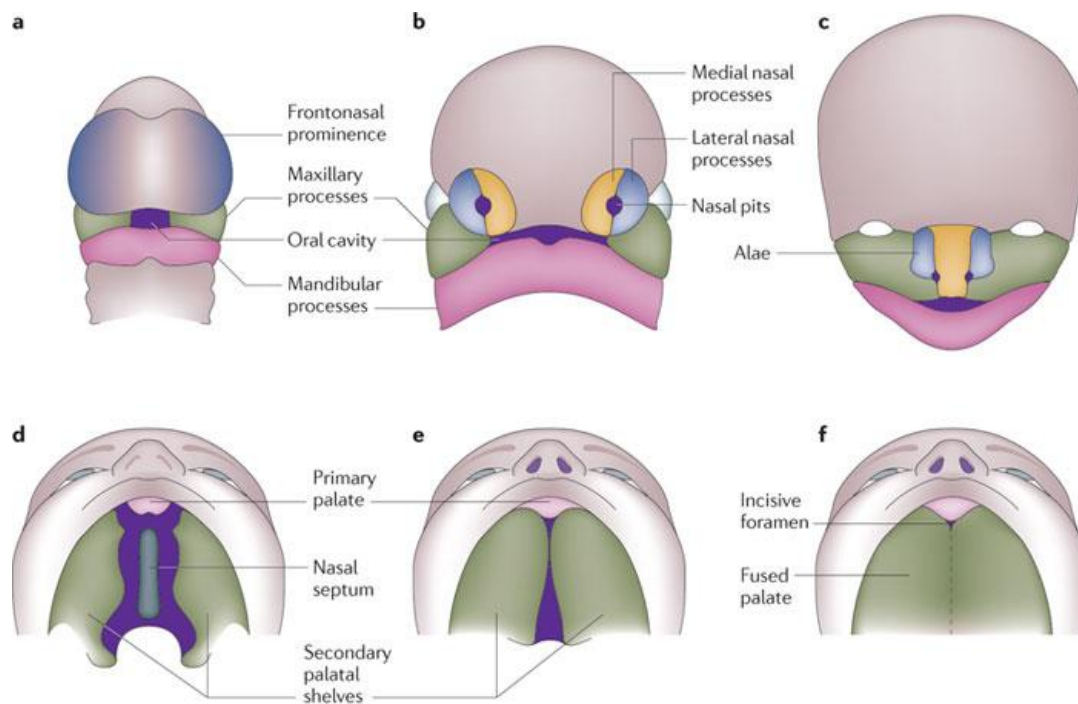 a
b
c
Frontonasal
prominence
Maxillary
processes
Oral cavity
Mandibular
processes
Medial nasal
processes
Lateral nasal
processes
Nasal pits
Alae
d
e
f
Primary
palate
Nasal
septum
Secondary
palatal
shelves
Incisive
foramen
Fused
palate